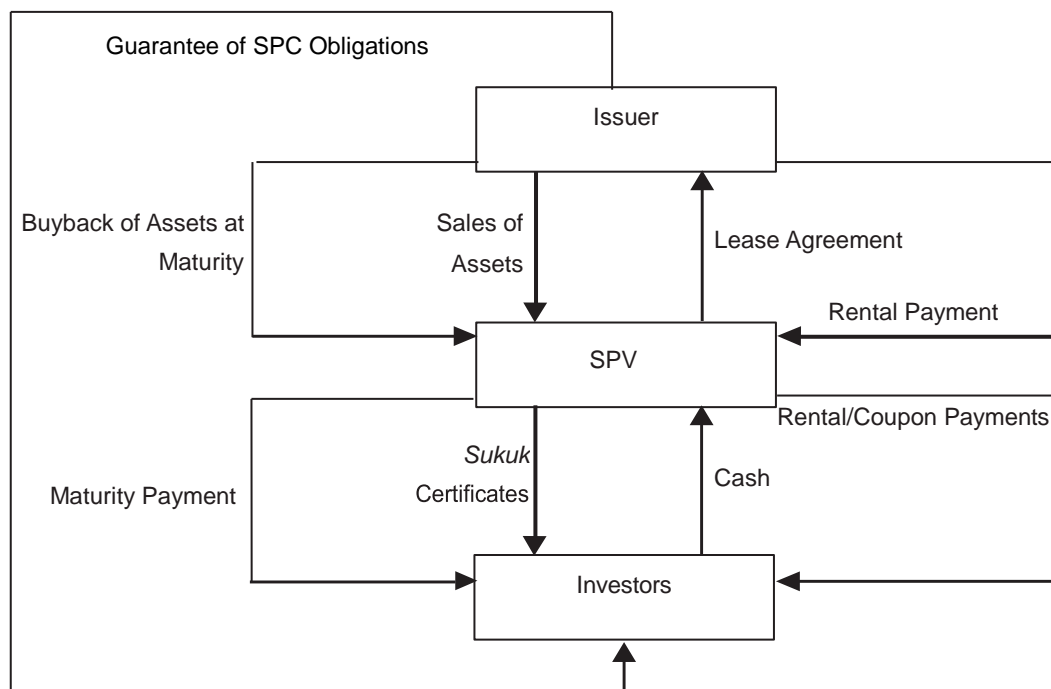 Guarantee of SPC Obligations
Issuer
Buyback of Assets at
Maturity
Sales of
Assets
Lease Agreement
Rental Payment
SPV
Rental/Coupon Payments
Maturity Payment
Sukuk
Certificates
Cash
Investors